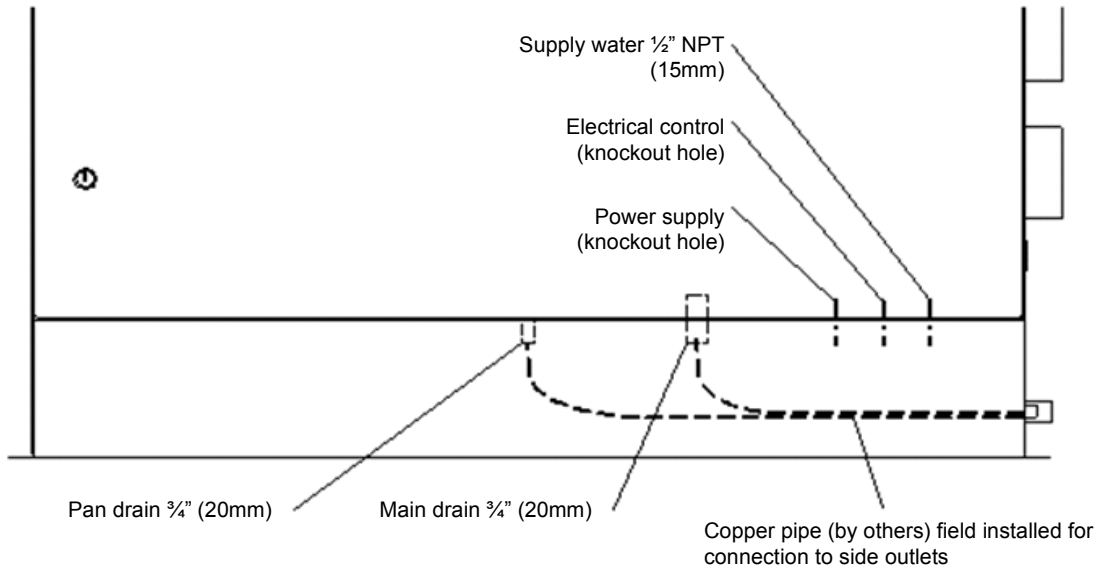 Supply water ½” NPT
(15mm)
Electrical control
(knockout hole)
Power supply
(knockout hole)
Pan drain ¾” (20mm)
Main drain ¾” (20mm)
Copper pipe (by others) field installed for
connection to side outlets